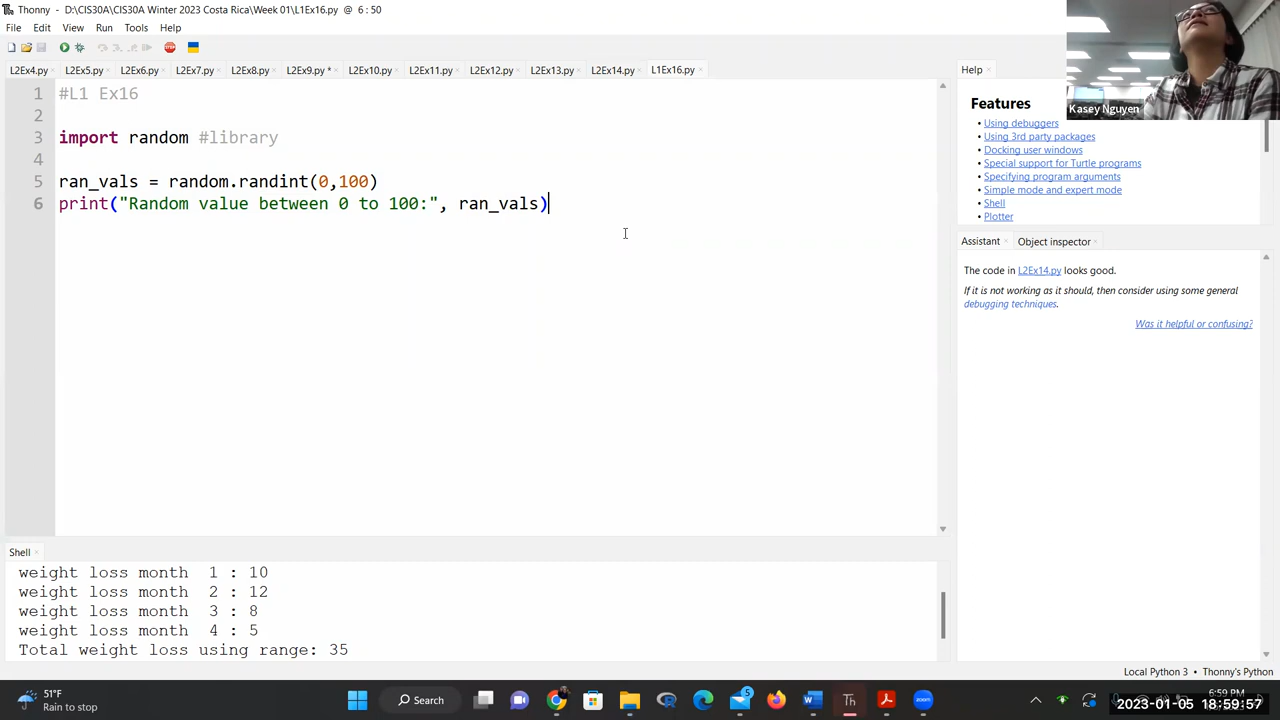 Thonny - D:\CIS30A\CIS30A Winter 2023 Costa Rica\Week 01\L1Ex16.py @ 6 : 50
File Edit View Run Tools Help
L2Ex4.py L2Ex5.py L2Ex6.py L2Ex7.py L2Ex8.py L2Ex9.py * L2Ex10.py L2Ex11.py L2Ex12.py L2Ex13.py L2Ex14.py L1Ex16.py
1 #L1 Ex16
2
3 import random #library
4
5 ran_vals = random.randint(0,100)
6 print("Random value between 0 to 100:", ran_vals)
Shell
weight loss month  1 : 10
weight loss month  2 : 12
weight loss month  3 : 8
weight loss month  4 : 5
Total weight loss using range: 35
Kasey Nguyen
Help
Features
• Using debuggers
• Using 3rd party packages
• Docking user windows
• Special support for Turtle programs
• Specifying program arguments
• Simple mode and expert mode
• Shell
• Plotter
Assistant Object inspector
The code in L2Ex14.py looks good.
If it is not working as it should, then consider using some general
debugging techniques.
Was it helpful or confusing?
Local Python 3 • Thonny's Python
51°F
Rain to stop
Search
5
zoom
6:59 PM
2023-01-05 18:59:57